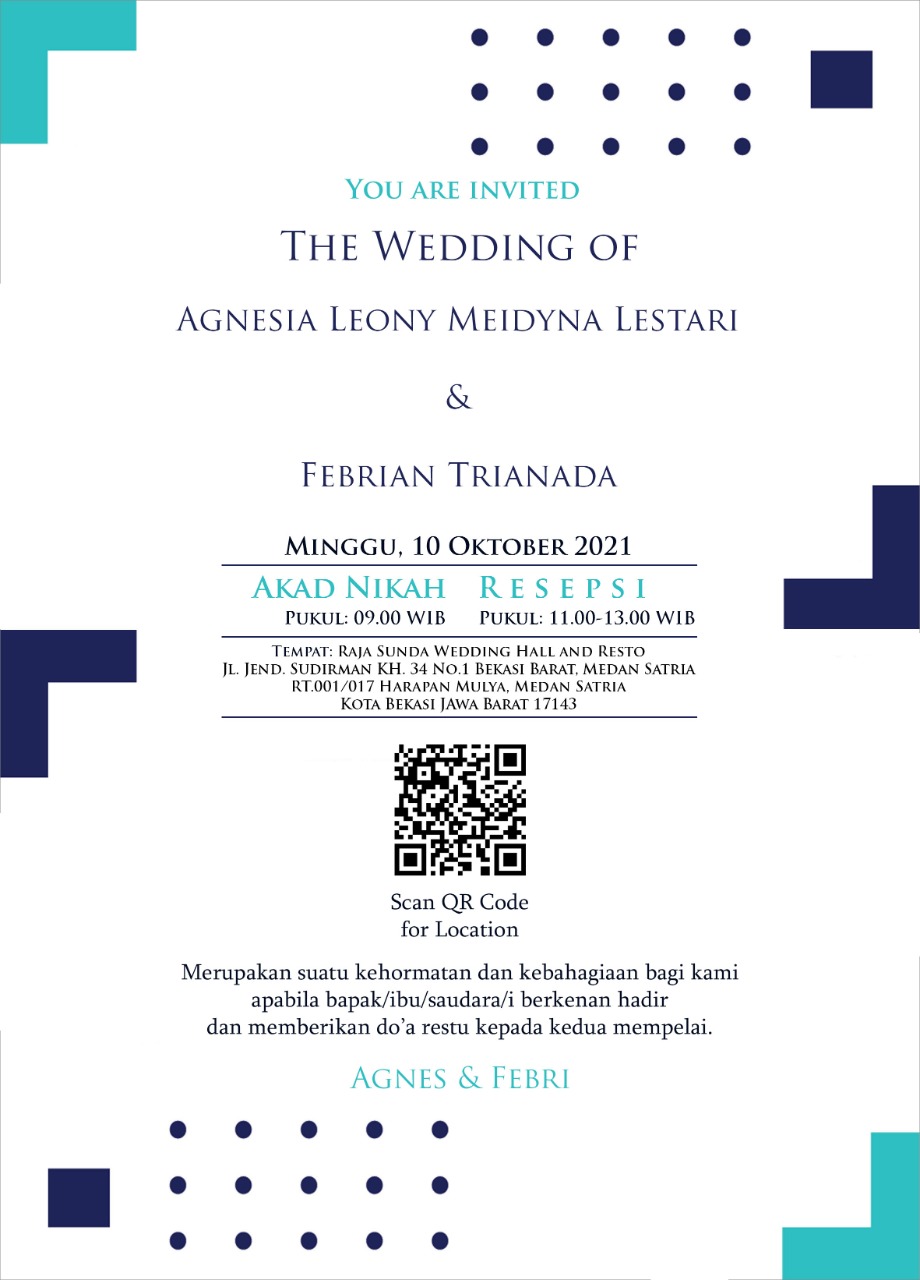 You are invited
The Wedding of
Agnesia Leony Meidyna Lestari
&
Febrian Trianada
Minggu, 10 Oktober 2021
Akad Nikah Resepsi
Pukul: 09.00 WIB Pukul: 11.00-13.00 WIB
Tempat: Raja Sunda Wedding Hall and Resto
Jl. Jend. Sudirman KH. 34 No.1 Bekasi Barat, Medan Satria
RT.001/017 Harapan Mulya, Medan Satria
Kota Bekasi JAwa Barat 17143
Scan QR Code
for Location
Merupakan suatu kehormatan dan kebahagiaan bagi kami
apabila bapak/ibu/saudara/i berkenan hadir
dan memberikan do’a restu kepada kedua mempelai.
Agnes & Febri